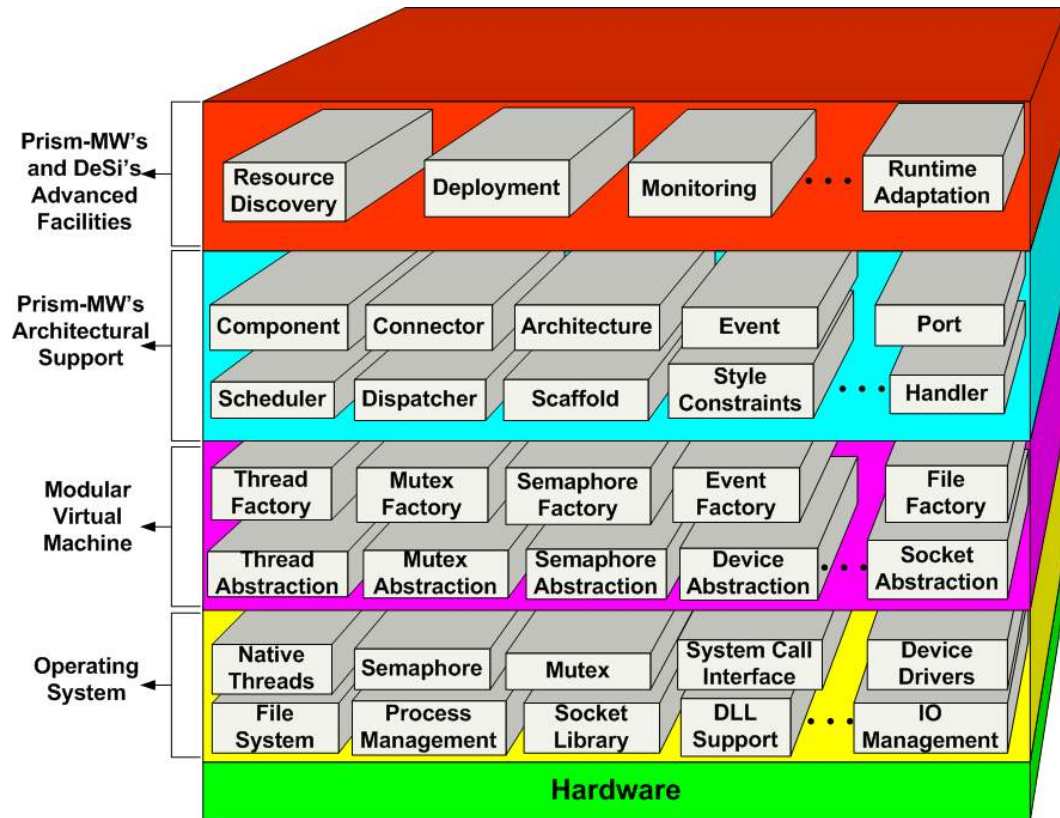 Prism-MW's
and DeSi's
Advanced
Facilities
Resource
Discovery
Deployment
Monitoring
• • •
Runtime
Adaptation
Prism-MW's
Architectural
Support
Component
Connector
Architecture
Event
Port
Scheduler
Dispatcher
Scaffold
Style
Constraints
• • •
Handler
Modular
Virtual
Machine
Thread
Factory
Mutex
Factory
Semaphore
Factory
Event
Factory
File
Factory
Thread
Abstraction
Mutex
Abstraction
Semaphore
Abstraction
Device
Abstraction
• • •
Socket
Abstraction
Operating
System
Native
Threads
Semaphore
Mutex
System Call
Interface
Device
Drivers
File
System
Process
Management
Socket
Library
DLL
Support
• • •
IO
Management
Hardware